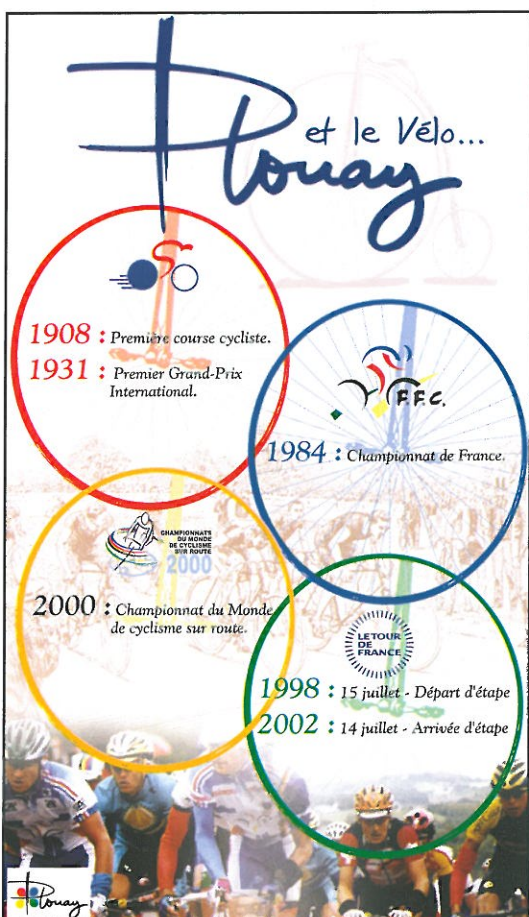 Plouay
et le Vélo...
1908 : Première course cycliste.
1931 : Premier Grand-Prix
International.
F.F.C.
1984 : Championnat de France.
CHAMPIONNATS
DU MONDE
DE CYCLISME
SUR ROUTE
2000
2000 : Championnat du Monde
de cyclisme sur route.
LE TOUR
DE
FRANCE
1998 : 15 juillet - Départ d'étape
2002 : 14 juillet - Arrivée d'étape
Plouay